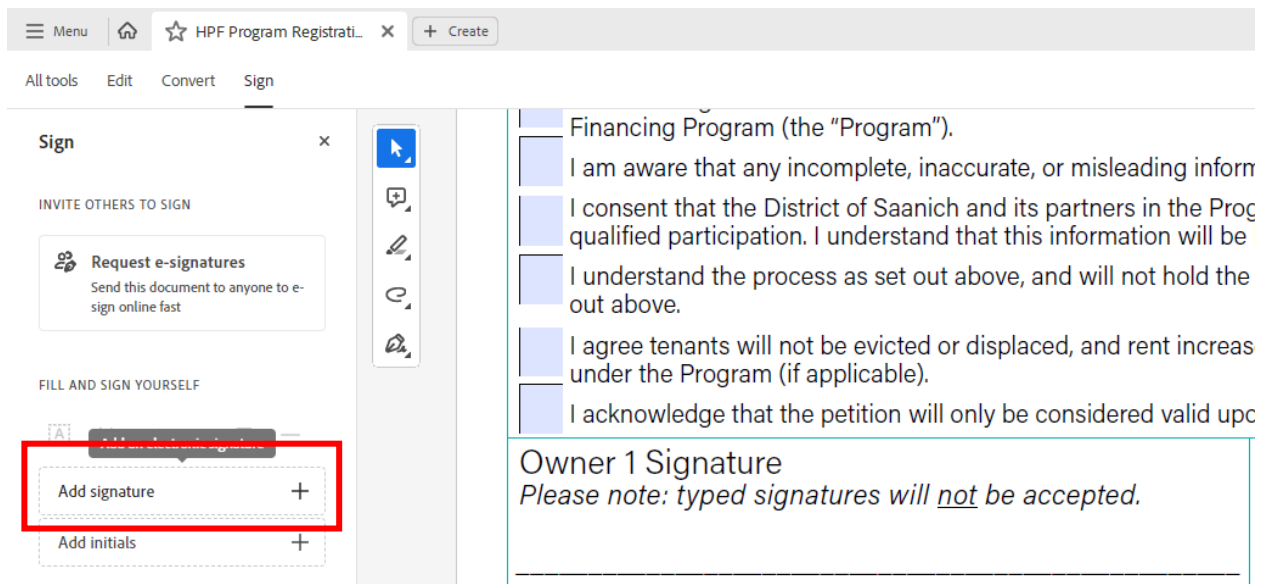 Menu
HPF Program Registrati...
Create
All tools Edit Convert Sign
Sign
INVITE OTHERS TO SIGN
Request e-signatures
Send this document to anyone to e-
sign online fast
FILL AND SIGN YOURSELF
A
Add an electronic signature
Add signature
Add initials
Financing Program (the “Program”).
I am aware that any incomplete, inaccurate, or misleading inform
I consent that the District of Saanich and its partners in the Prog
qualified participation. I understand that this information will be
I understand the process as set out above, and will not hold the
out above.
I agree tenants will not be evicted or displaced, and rent increas
under the Program (if applicable).
I acknowledge that the petition will only be considered valid upo
Owner 1 Signature
Please note: typed signatures will not be accepted.